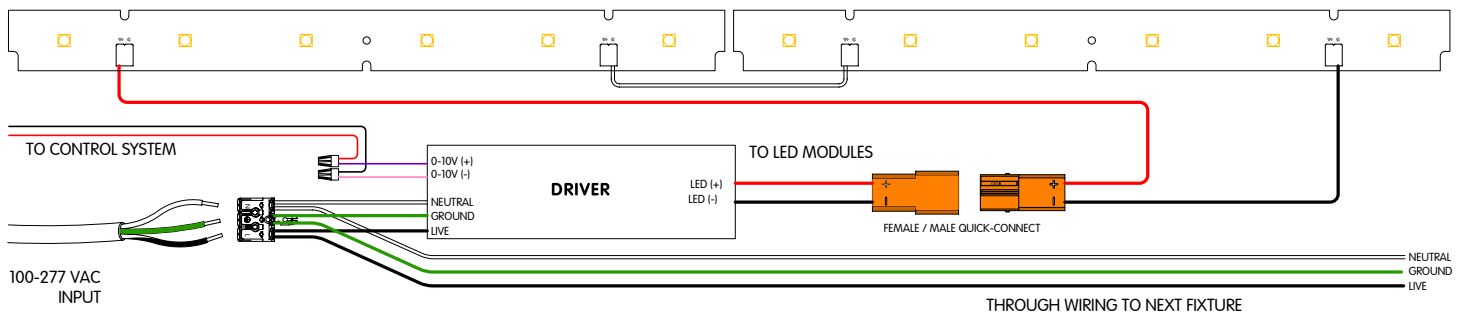 TO CONTROL SYSTEM
0-10V (+)
0-10V (-)
TO LED MODULES
DRIVER
LED (+)
LED (-)
+
+
NEUTRAL
GROUND
LIVE
FEMALE / MALE QUICK-CONNECT
100-277 VAC
INPUT
NEUTRAL
GROUND
LIVE
THROUGH WIRING TO NEXT FIXTURE